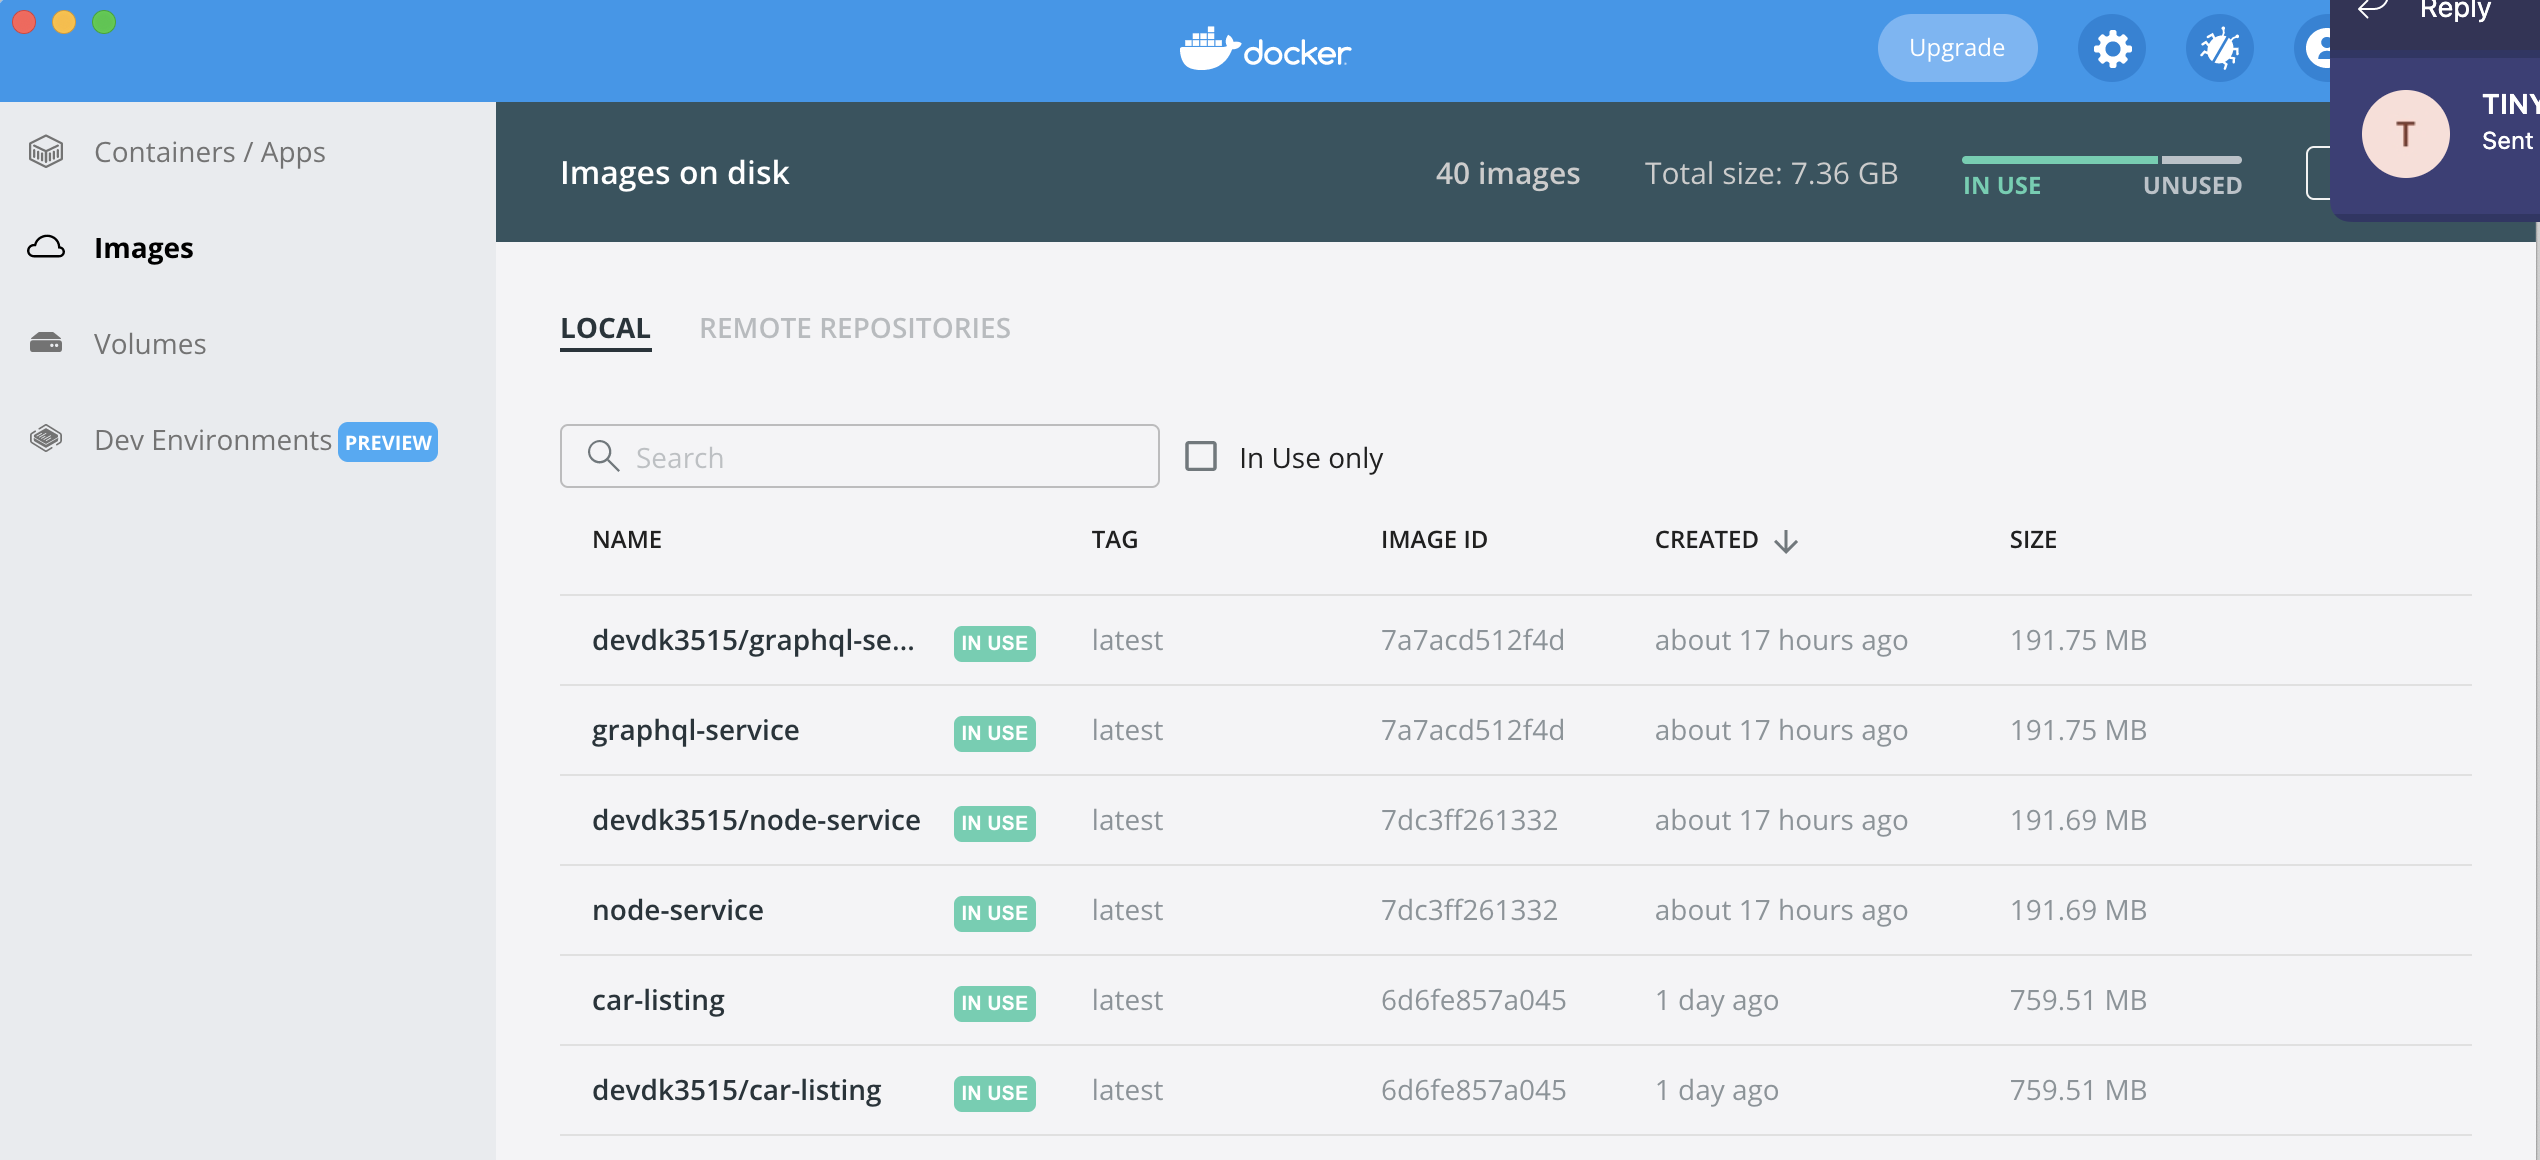 docker
Upgrade
Reply
T
Sent
Containers / Apps
Images
Volumes
Dev Environments PREVIEW
Images on disk
40 images
Total size: 7.36 GB
IN USE
UNUSED
LOCAL
REMOTE REPOSITORIES
Search
In Use only
NAME TAG IMAGE ID CREATED SIZE
devdk3515/graphql-se... IN USE latest 7a7acd512f4d about 17 hours ago 191.75 MB
graphql-service IN USE latest 7a7acd512f4d about 17 hours ago 191.75 MB
devdk3515/node-service IN USE latest 7dc3ff261332 about 17 hours ago 191.69 MB
node-service IN USE latest 7dc3ff261332 about 17 hours ago 191.69 MB
car-listing IN USE latest 6d6fe857a045 1 day ago 759.51 MB
devdk3515/car-listing IN USE latest 6d6fe857a045 1 day ago 759.51 MB